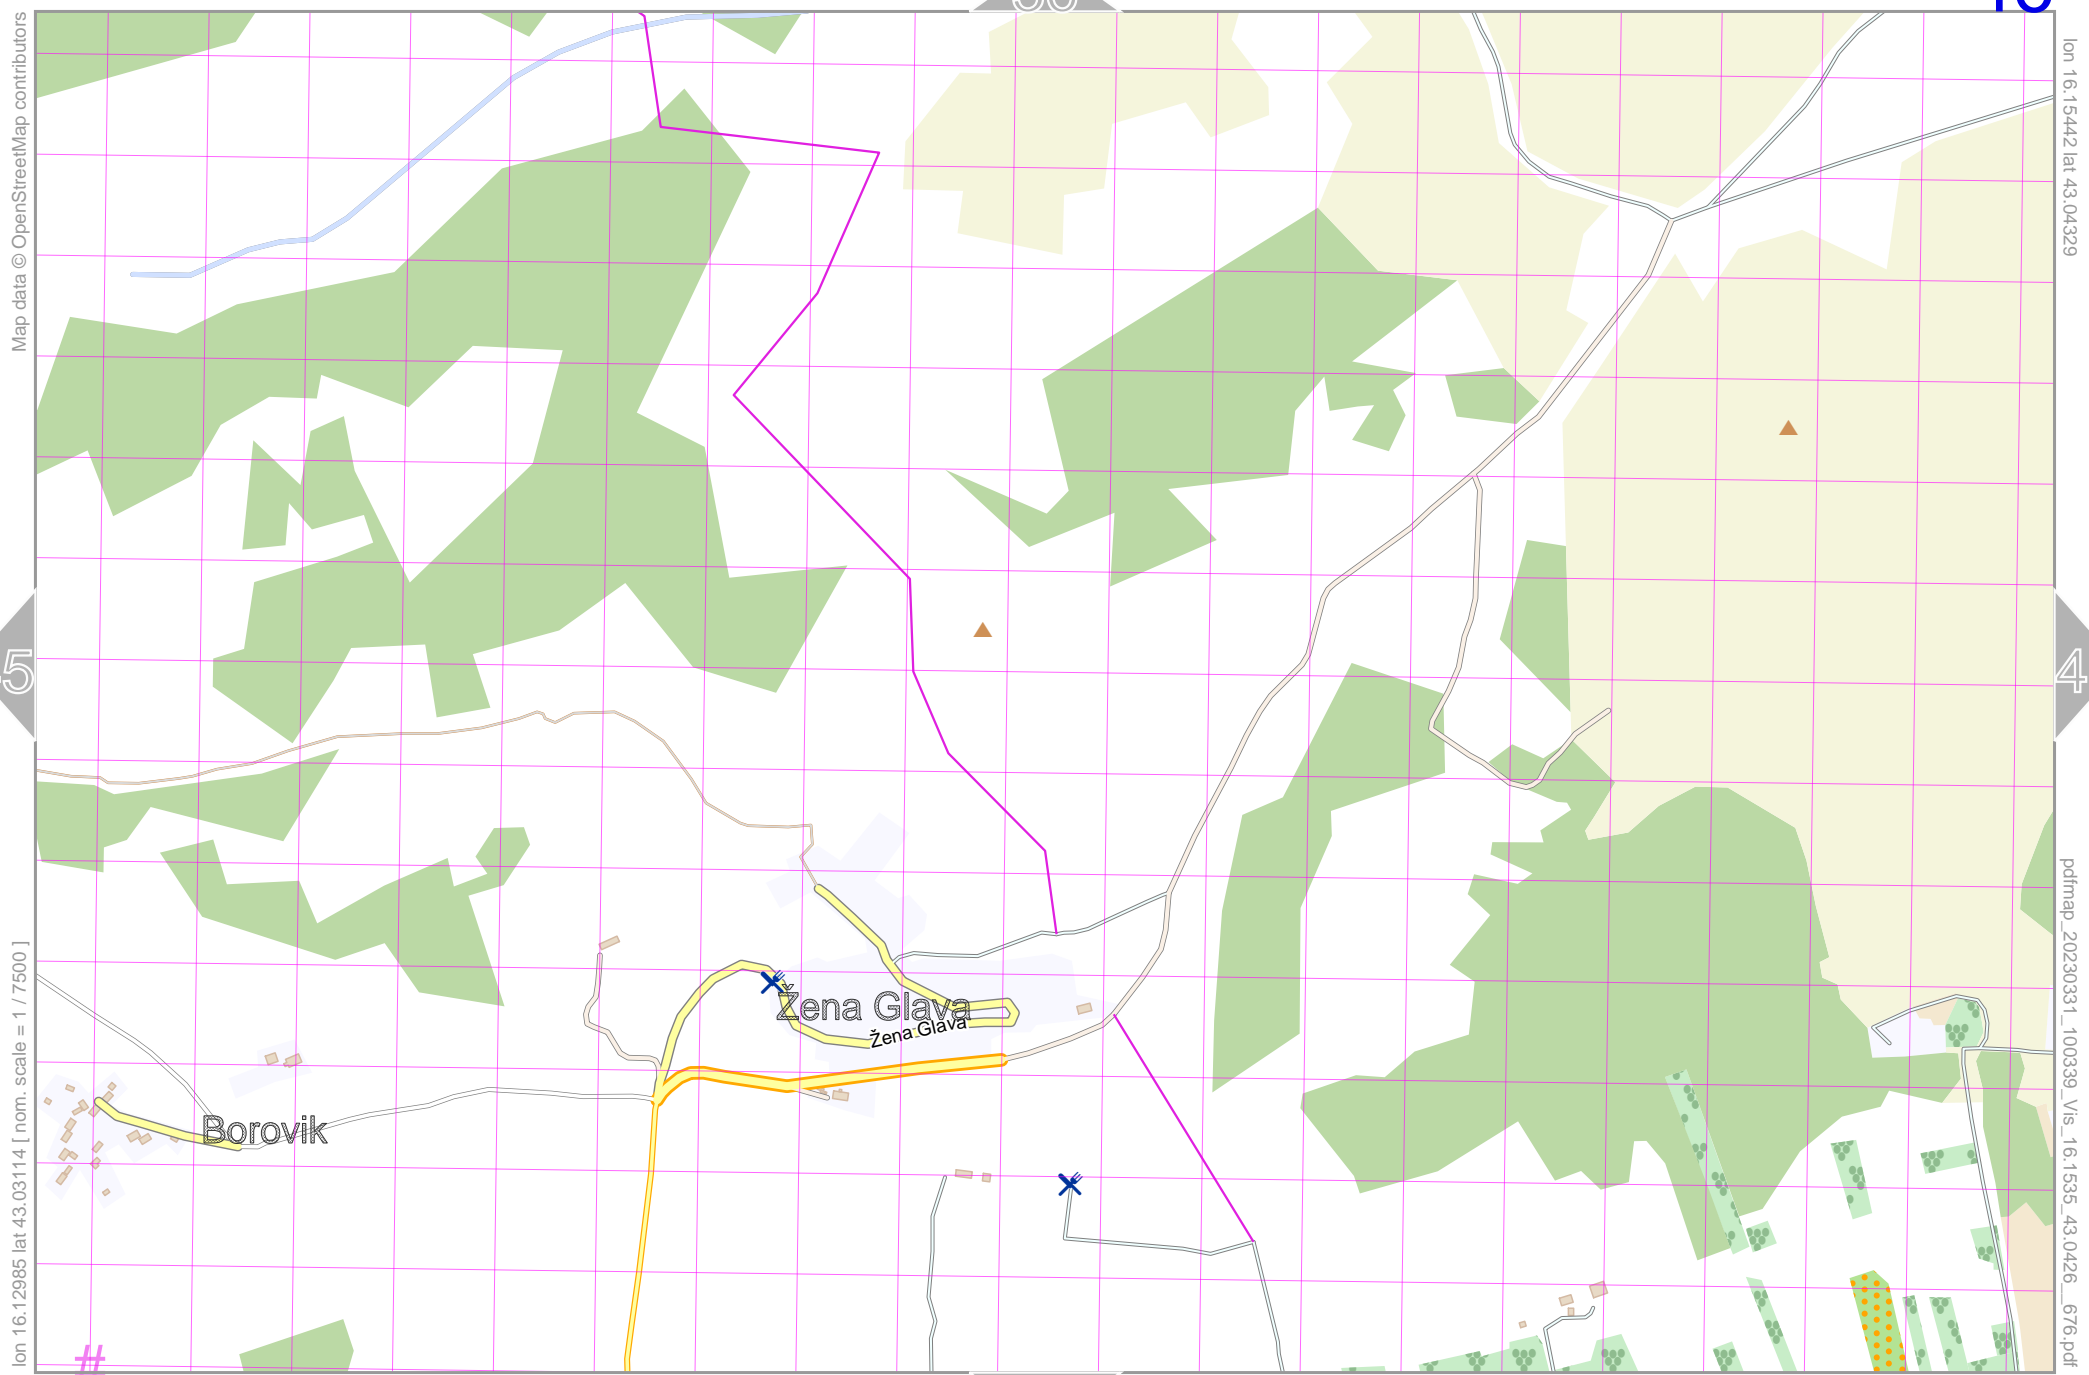 Map data © OpenStreetMap contributors
lon 16.15442 lat 43.04329
5
4
Žena Glava
Žena Glava
Borovik
lon 16.12985 lat 43.03114 [ nom. scale = 1 / 7500 ]
pdfmap_20230331_100339_Vis_16.1535_43.0426__676.pdf
#